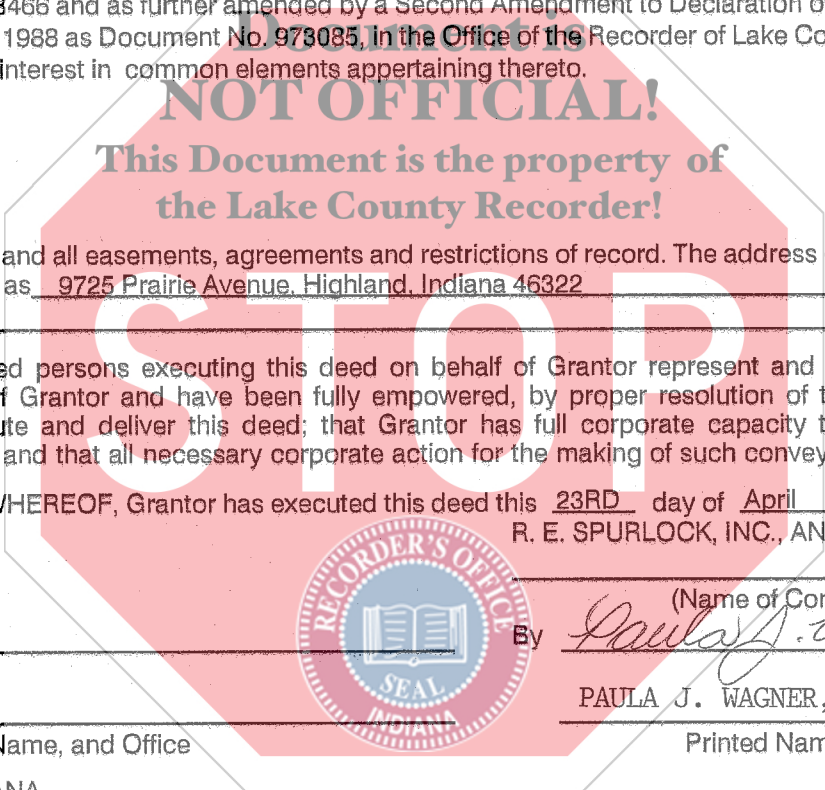 3466 and as further amended by a Second Amendment to Declaration o
Document is
1988 as Document No. 973085, in the Office of the Recorder of Lake Co
interest in common elements appertaining thereto.
NOT OFFICIAL!
This Document is the property of
the Lake County Recorder!
and all easements, agreements and restrictions of record. The address
as 9725 Prairie Avenue, Highland, Indiana 46322
STOP
ed persons executing this deed on behalf of Grantor represent and
f Grantor and have been fully empowered, by proper resolution of t
ute and deliver this deed; that Grantor has full corporate capacity t
and that all necessary corporate action for the making of such convey
WHEREOF, Grantor has executed this deed this 23RD day of April
R. E. SPURLOCK, INC., AN
RECORDER'S OFFICE
(Name of Cor
By Paula J.
SEAL
INDIANA
PAULA J. WAGNER,
Name, and Office
Printed Nam
ANA